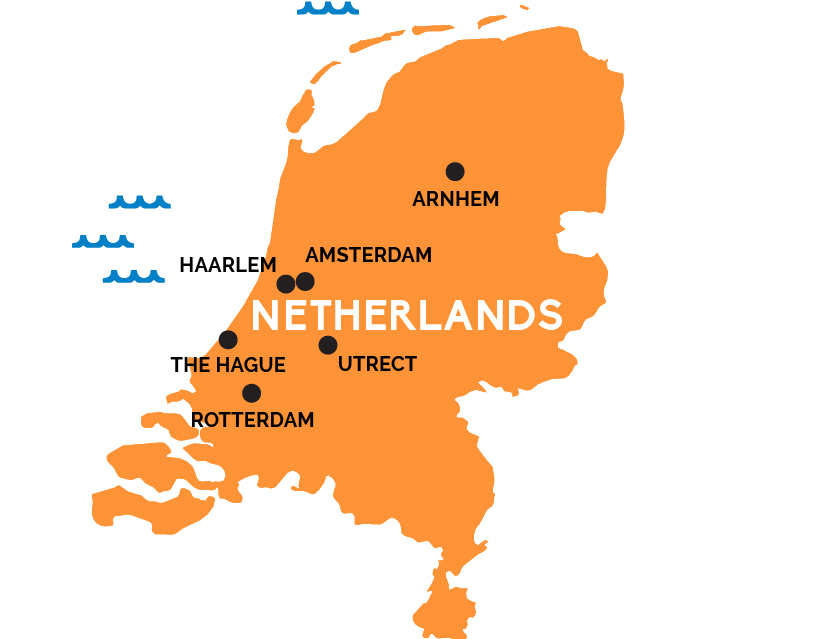 ARNHEM
AMSTERDAM
HAARLEM
NETHERLANDS
UTRECT
THE HAGUE
ROTTERDAM